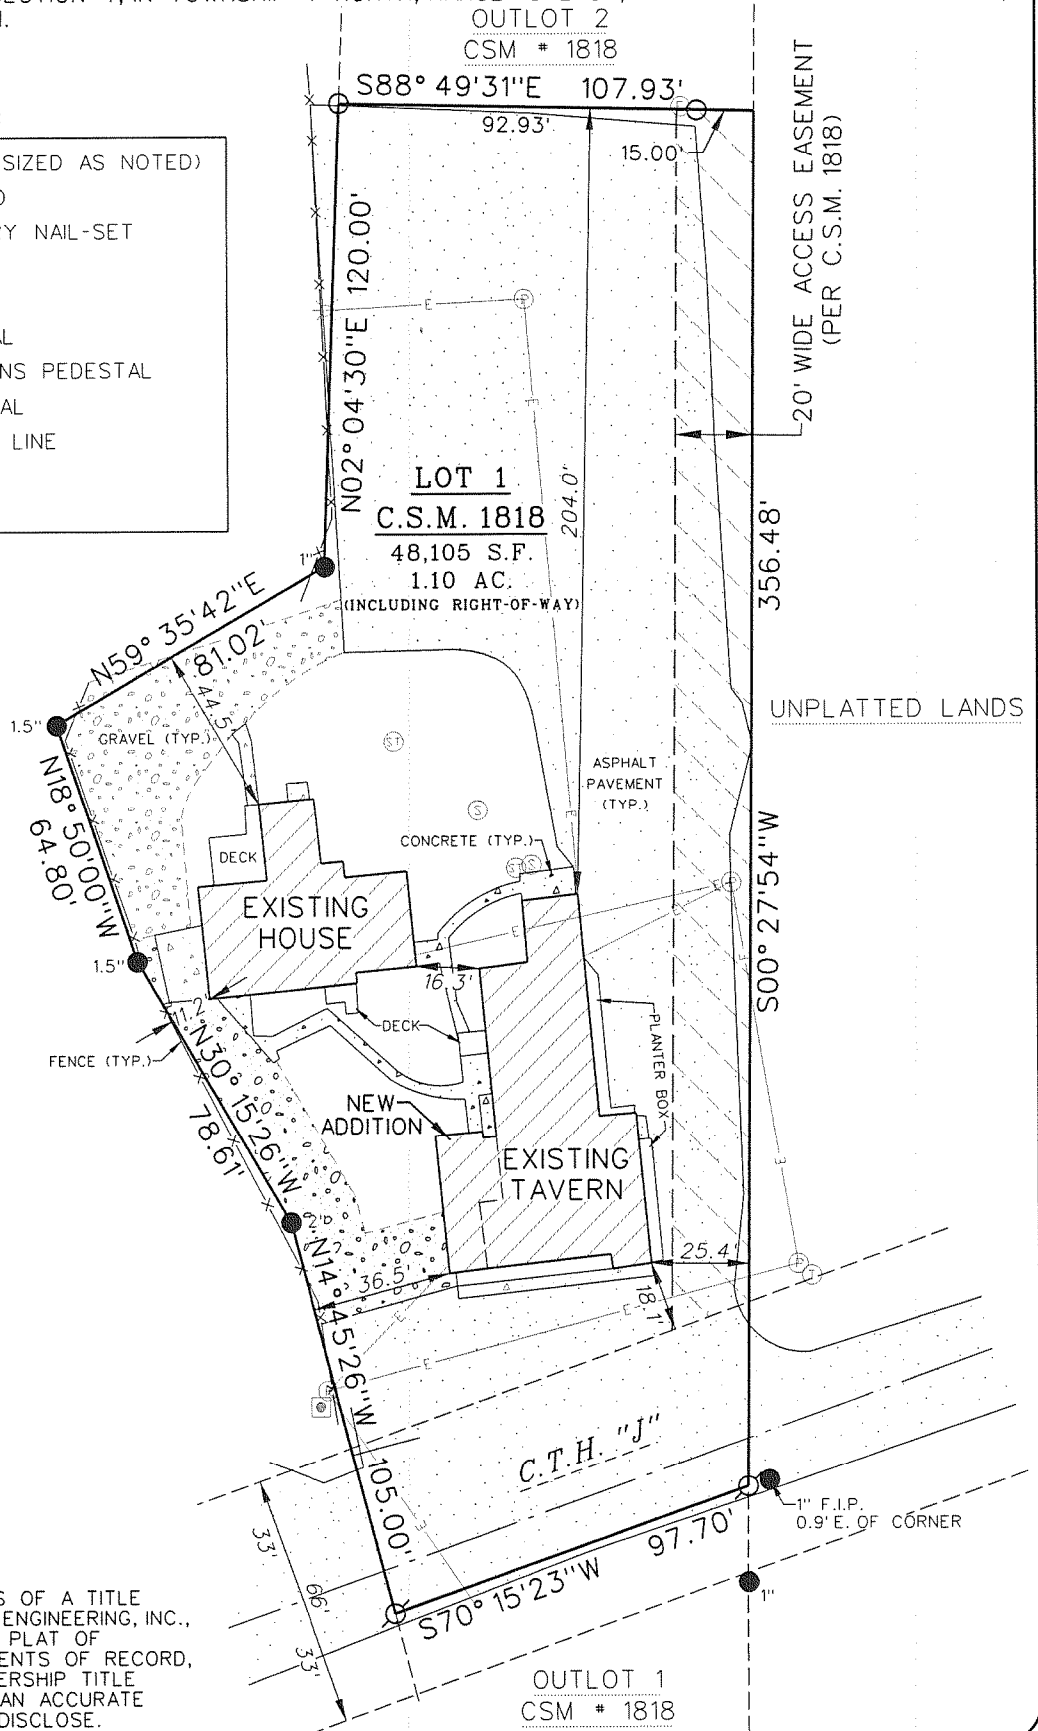 OUTLOT 2
CSM # 1818
S88° 49'31"E 107.93'
92.93'
15.00'
20' WIDE ACCESS EASEMENT
(PER C.S.M. 1818)
SIZED AS NOTED)
Y NAIL-SET
NS PEDESTAL
AL
LINE
N02° 04'30"E 120.00'
204.0'
LOT 1
C.S.M. 1818
48,105 S.F.
1.10 AC.
(INCLUDING RIGHT-OF-WAY)
356.48'
S00° 27'54"W
1"
N59° 35'42"E
81.02'
44.5'
1.5"
GRAVEL (TYP.)
UNPLATTED LANDS
N18° 50'00"W
64.80'
ASPHALT
PAVEMENT
(TYP.)
CONCRETE (TYP.)
DECK
EXISTING
HOUSE
1.5"
16.3'
DECK
FENCE (TYP.)
N30° 15'26"W
78.61'
PLANTER BOX
NEW
ADDITION
EXISTING
TAVERN
2"
N14° 45'26"W
105.00'
36.5'
25.4'
18.1'
C.T.H. "J"
1" F.I.P.
0.9' E. OF CORNER
97.70'
S70° 15'23"W
1"
33'
66'
33'
S OF A TITLE
ENGINEERING, INC.,
PLAT OF
ENTS OF RECORD,
ERSHIP TITLE
AN ACCURATE
DISCLOSE.
OUTLOT 1
CSM # 1818